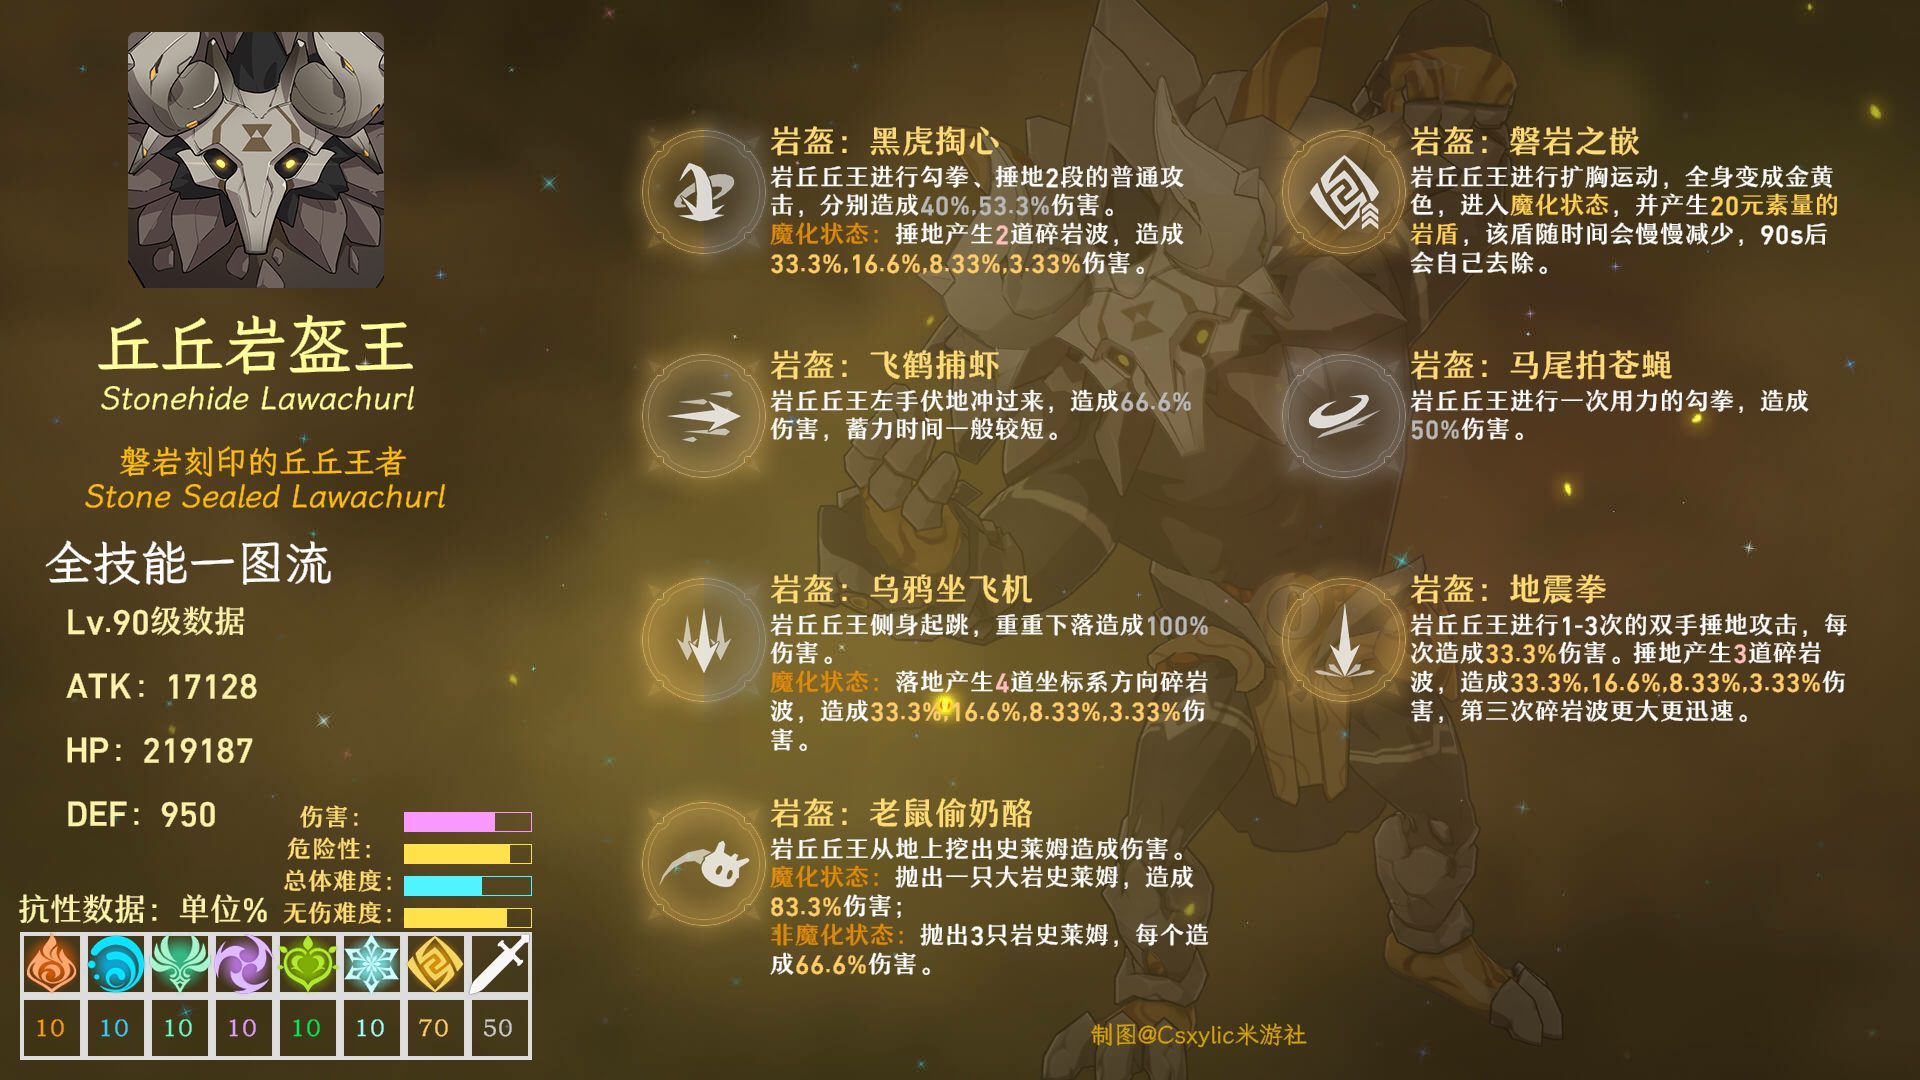 丘丘岩盔王
Stonehide Lawachurl
磐岩刻印的丘丘王者
Stone Sealed Lawachurl
全技能一图流
Lv.90级数据
ATK：17128
HP：219187
DEF：950
伤害：
危险性：
总体难度：
无伤难度：
抗性数据：单位%
10 10 10 10 10 10 70 50
岩盔：黑虎掏心
岩丘丘王进行勾拳、捶地2段的普通攻
击，分别造成40%,53.3%伤害。
魔化状态：捶地产生2道碎岩波，造成
33.3%,16.6%,8.33%,3.33%伤害。
岩盔：飞鹤捕虾
岩丘丘王左手伏地冲过来，造成66.6%
伤害，蓄力时间一般较短。
岩盔：乌鸦坐飞机
岩丘丘王侧身起跳，重重下落造成100%
伤害。
魔化状态：落地产生4道坐标系方向碎岩
波，造成33.3%,16.6%,8.33%,3.33%伤
害。
岩盔：老鼠偷奶酪
岩丘丘王从地上挖出史莱姆造成伤害。
魔化状态：抛出一只大岩史莱姆，造成
83.3%伤害；
非魔化状态：抛出3只岩史莱姆，每个造
成66.6%伤害。
岩盔：磐岩之嵌
岩丘丘王进行扩胸运动，全身变成金黄
色，进入魔化状态，并产生20元素量的
岩盾，该盾随时间会慢慢减少，90s后
会自己去除。
岩盔：马尾拍苍蝇
岩丘丘王进行一次用力的勾拳，造成
50%伤害。
岩盔：地震拳
岩丘丘王进行1-3次的双手捶地攻击，每
次造成33.3%伤害。捶地产生3道碎岩
波，造成33.3%,16.6%,8.33%,3.33%伤
害，第三次碎岩波更大更迅速。
制图@Csxylic米游社